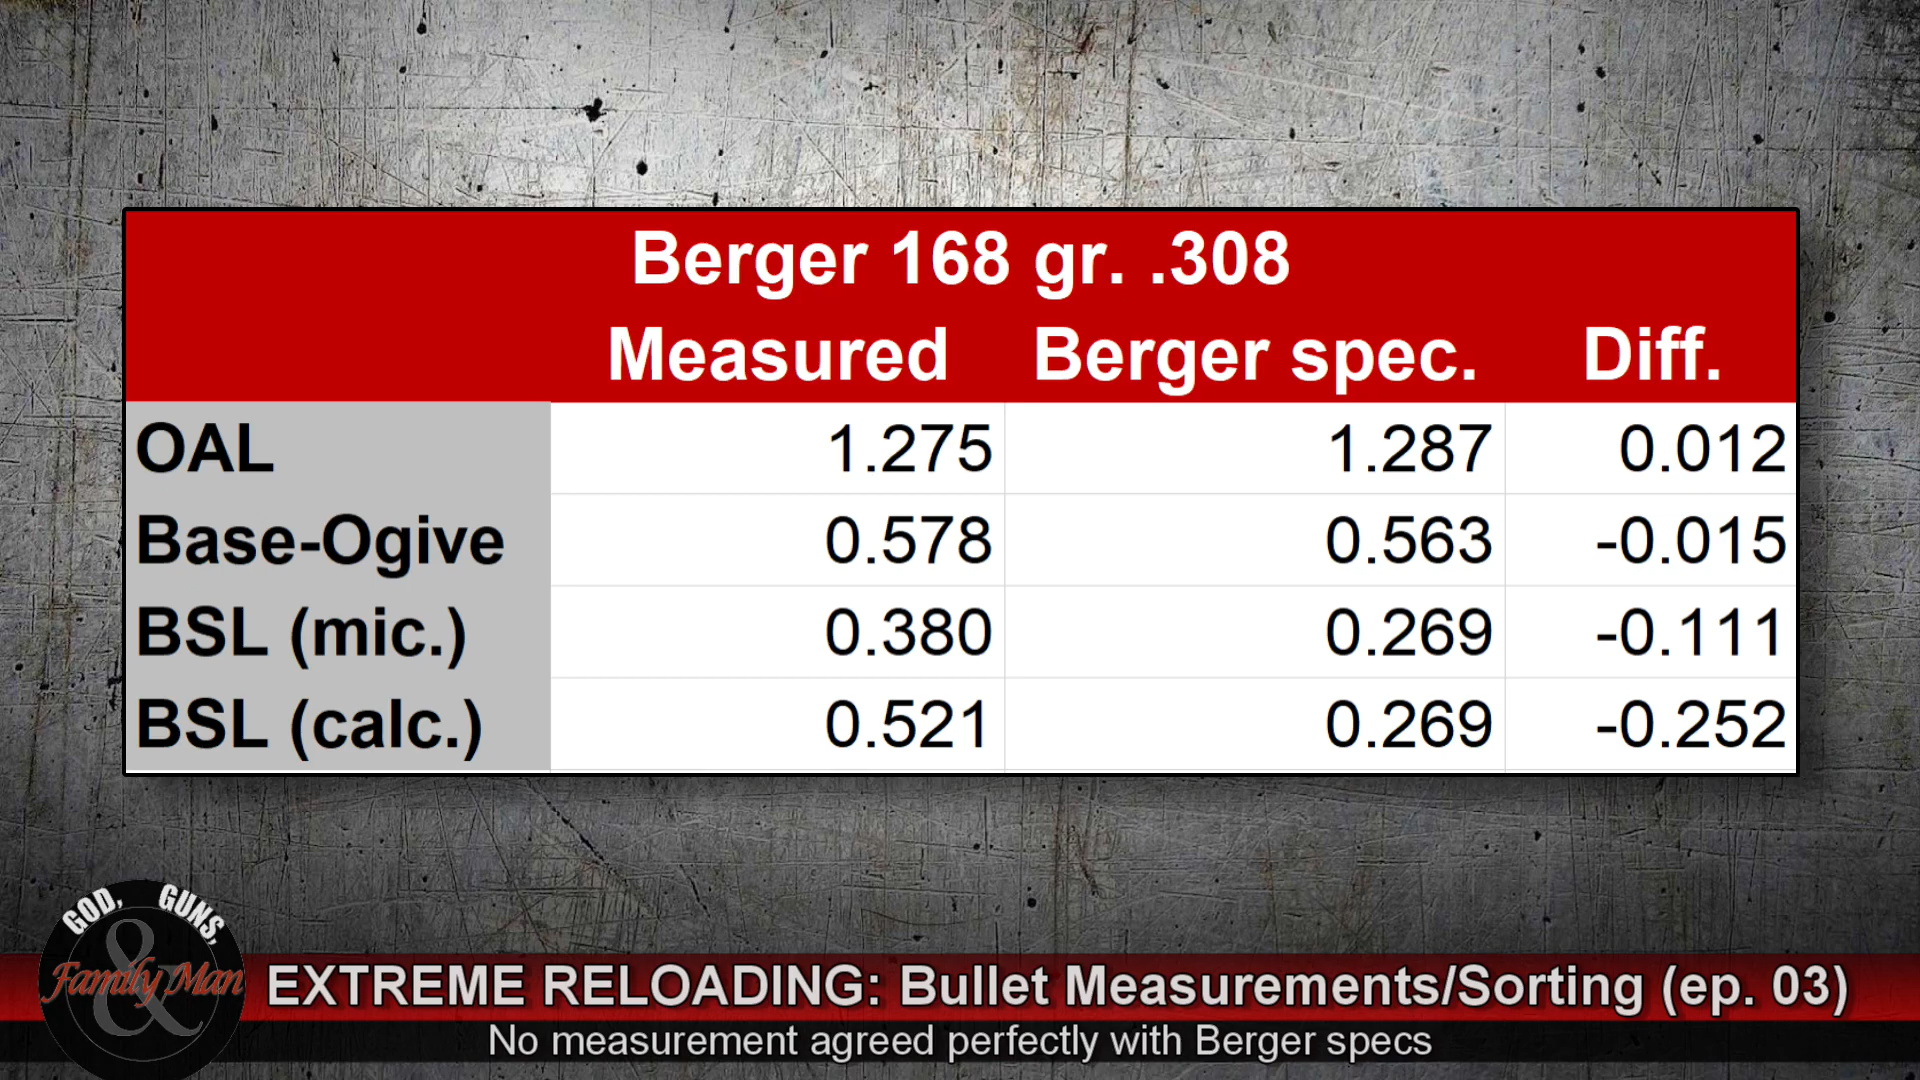 Berger 168 gr. .308
Measured Berger spec. Diff.
OAL 1.275 1.287 0.012
Base-Ogive 0.578 0.563 -0.015
BSL (mic.) 0.380 0.269 -0.111
BSL (calc.) 0.521 0.269 -0.252
GOD, GUNS,
& Family Man
EXTREME RELOADING: Bullet Measurements/Sorting (ep. 03)
No measurement agreed perfectly with Berger specs